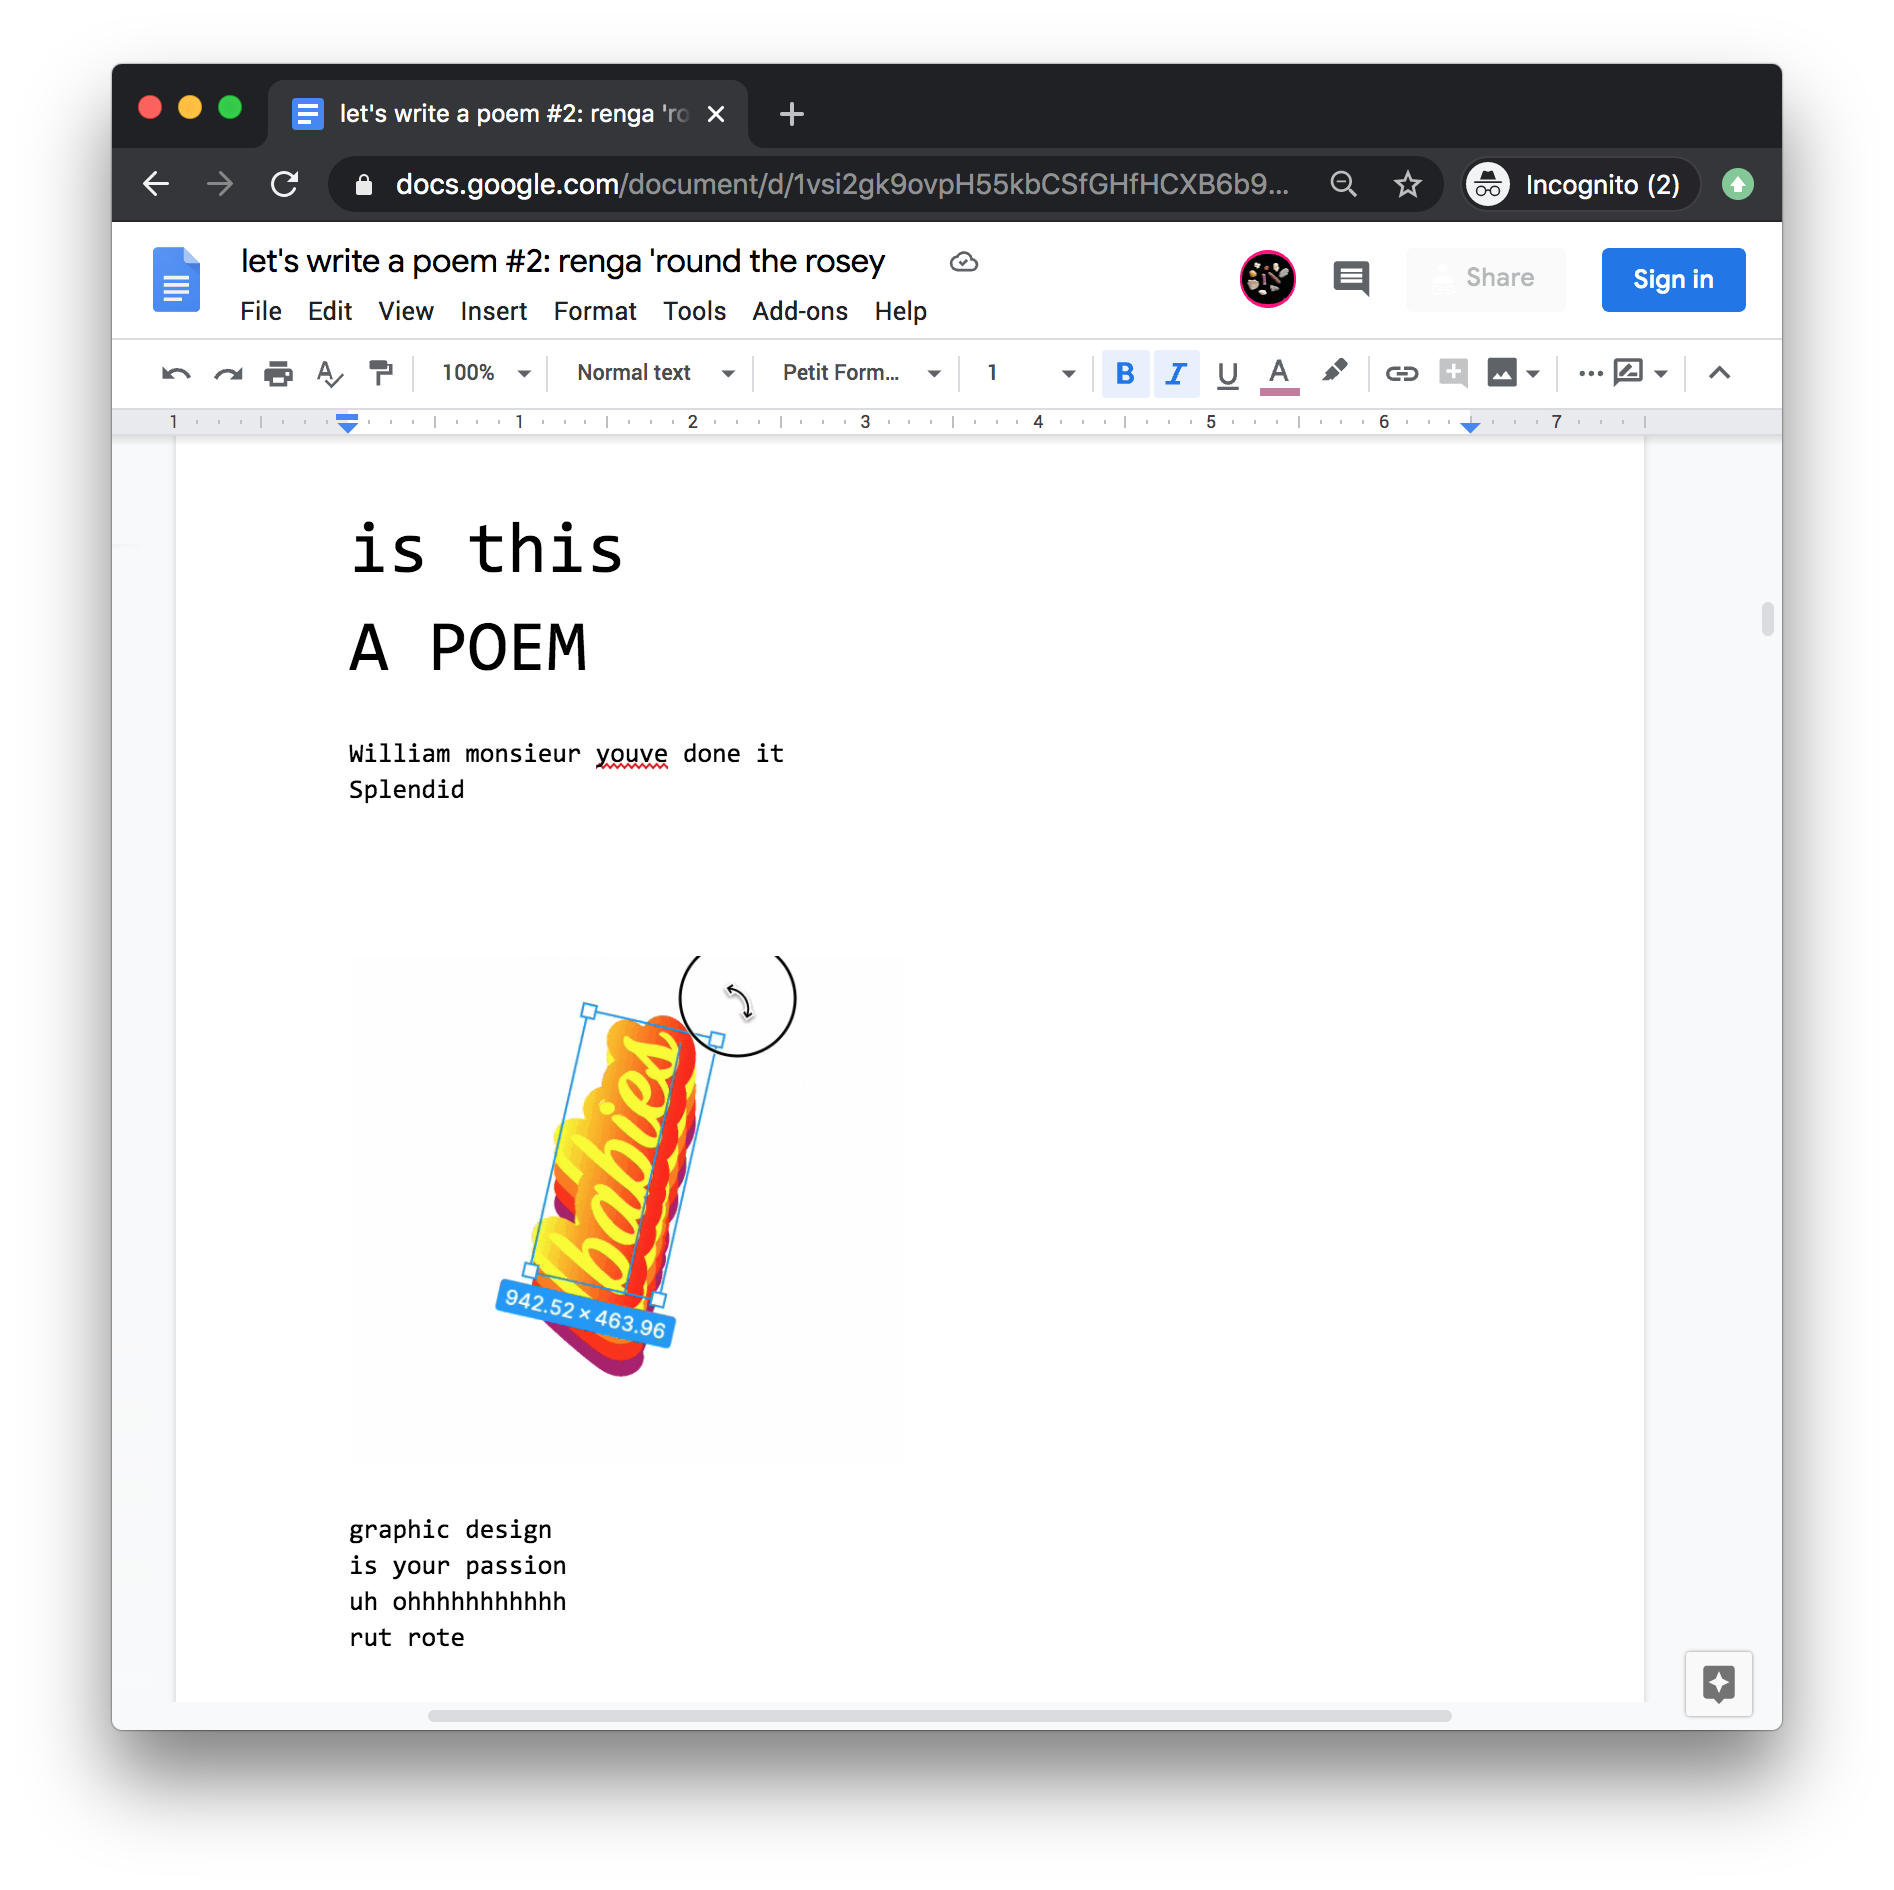 let's write a poem #2: renga 'ro
docs.google.com/document/d/1vsi2gk9ovpH55kbCSfGHfHCXB6b9...
Incognito (2)
let's write a poem #2: renga 'round the rosey
Share
Sign in
File Edit View Insert Format Tools Add-ons Help
100% Normal text Petit Form... 1 B I U A
1 1 2 3 4 5 6 7
is this
A POEM
William monsieur youve done it
Splendid
babies
942.52 × 463.96
graphic design
is your passion
uh ohhhhhhhhhhh
rut rote